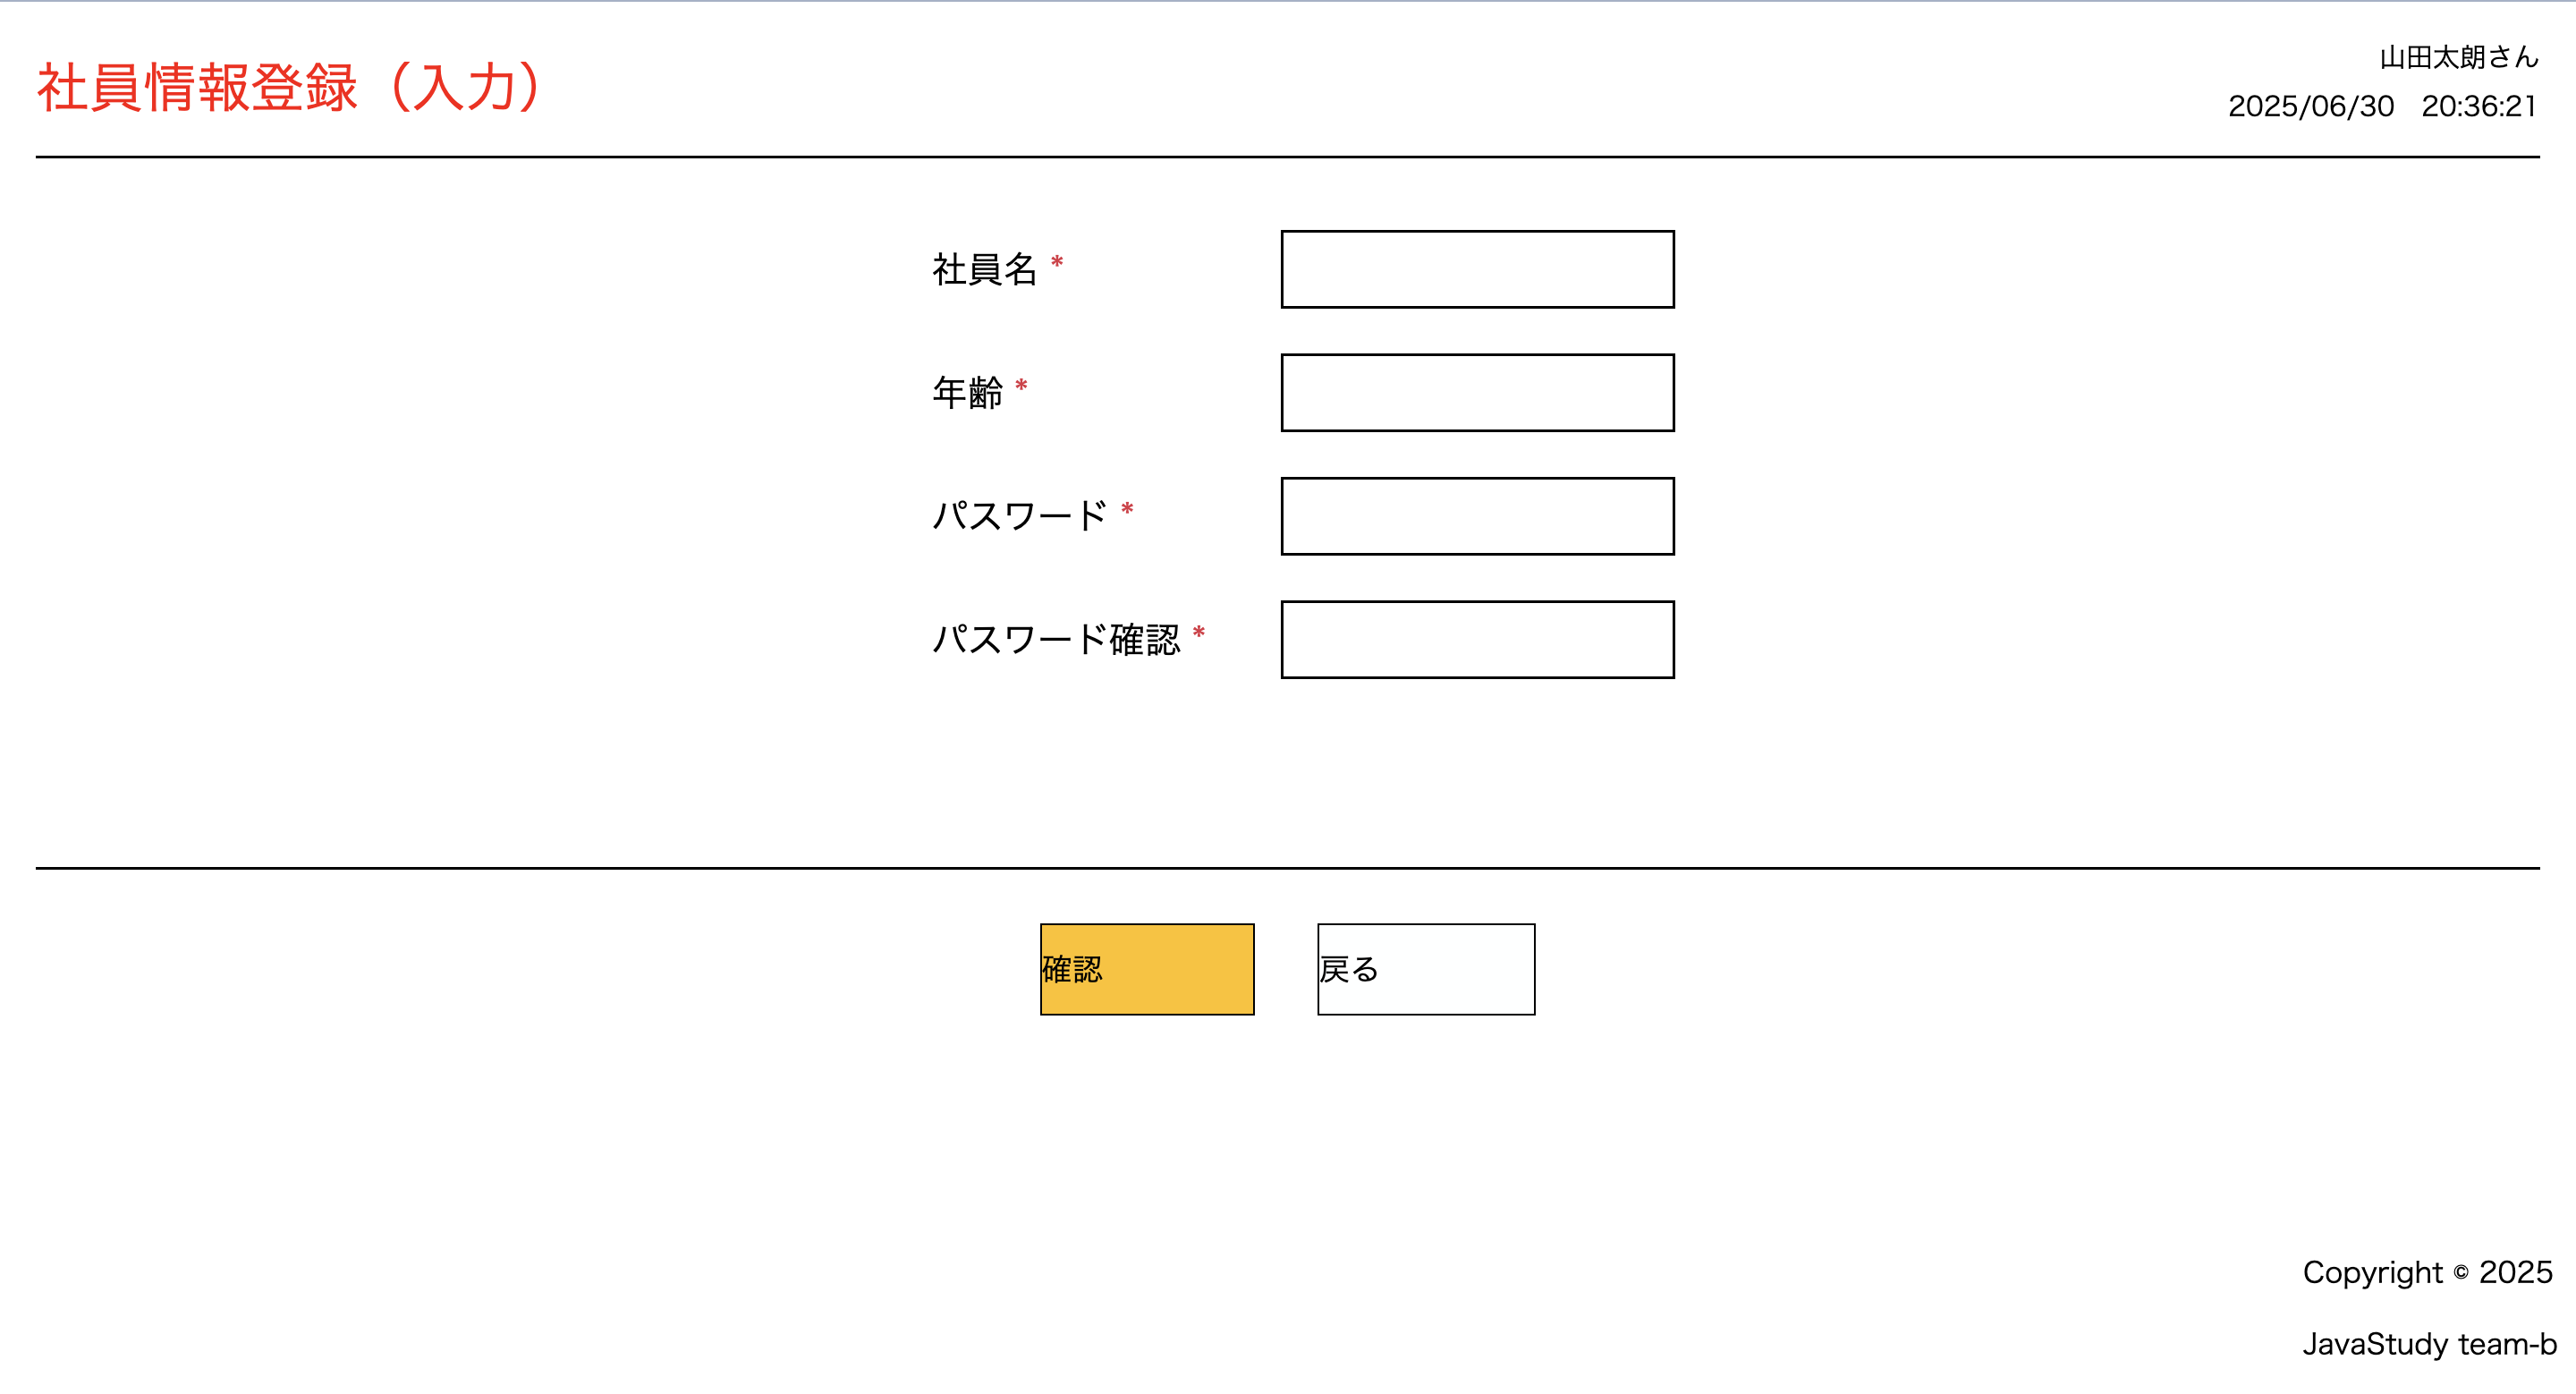 社員情報登録（入力）
山田太朗さん
2025/06/30 20:36:21
社員名 *
年齢 *
パスワード *
パスワード確認 *
確認
戻る
Copyright © 2025
JavaStudy team-b